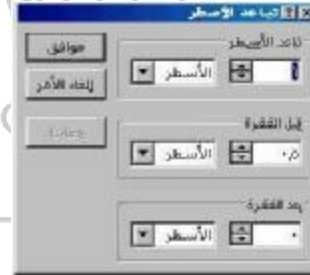 تباعد الأسطر
تباعد الأسطر
الأسطر
موافق
إلغاء الأمر
قبل الفقرة
٠,٥ الأسطر
بعد الفقرة
٠ الأسطر